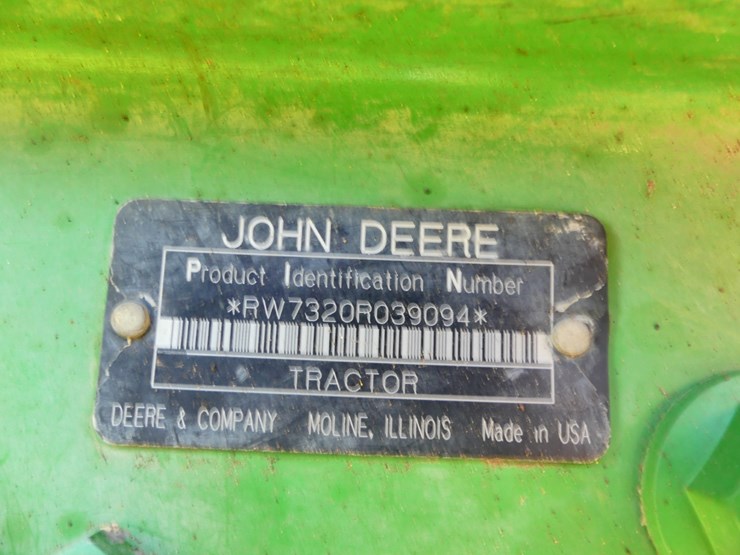 JOHN DEERE
Product Identification Number
*RW7320R039094*
TRACTOR
DEERE & COMPANY MOLINE, ILLINOIS Made in USA